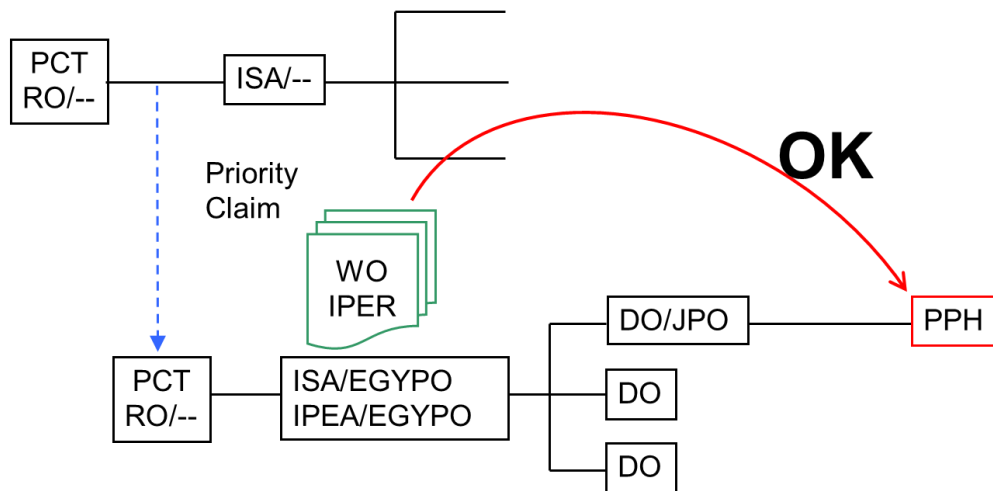 PCT
RO/--
ISA/--
OK
Priority
Claim
WO
IPER
DO/JPO
PPH
PCT
RO/--
ISA/EGYPO
IPEA/EGYPO
DO
DO